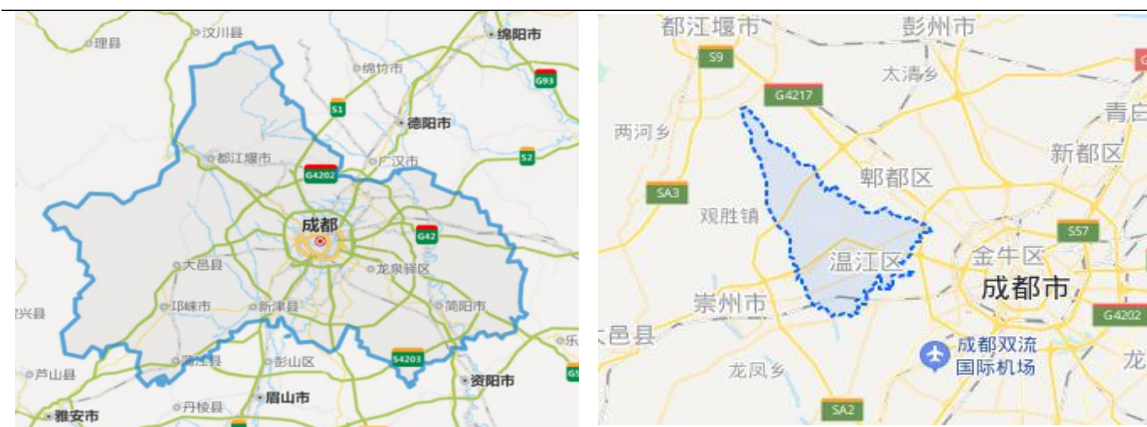 汶川县
理县
绵阳市
绵竹市
G93
S1
德阳市
S2
都江堰市
广汉市
G4202
成都
G42
大邑县
龙泉驿区
邛崃市
新津县
简阳市
兴县
S4203
乐
蒲江县
彭山区
芦山县
资阳市
眉山市
丹棱县
雅安市
都江堰市
彭州市
S9
太清乡
G4217
青白
两河乡
新都区
郫都区
SA3
观胜镇
S57
温江区
金牛区
成都市
崇州市
G4202
大邑县
成都双流
国际机场
龙凤乡
龙
SA2